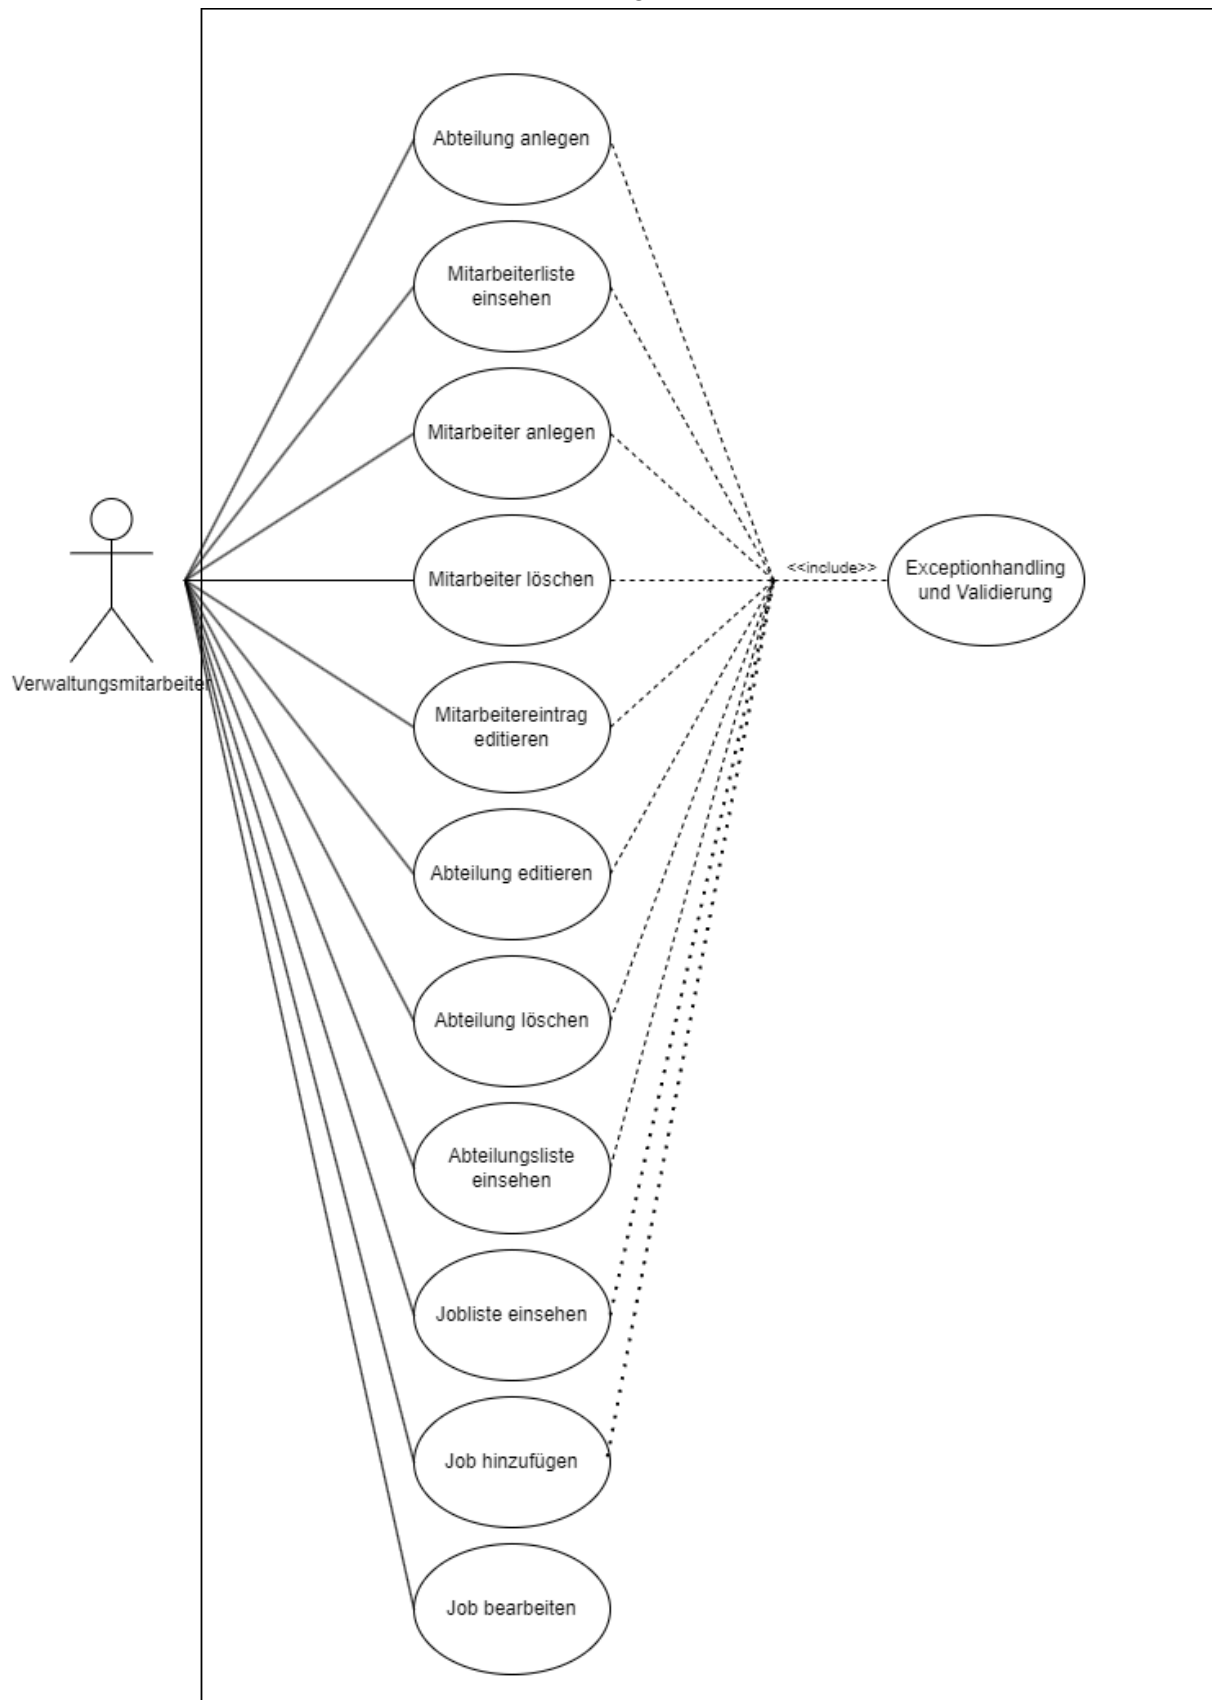 Abteilung anlegen
Mitarbeiterliste
einsehen
Mitarbeiter anlegen
Mitarbeiter löschen
<<include>>
Exceptionhandling
und Validierung
Verwaltungsmitarbeiter
Mitarbeitereintrag
editieren
Abteilung editieren
Abteilung löschen
Abteilungsliste
einsehen
Jobliste einsehen
Job hinzufügen
Job bearbeiten